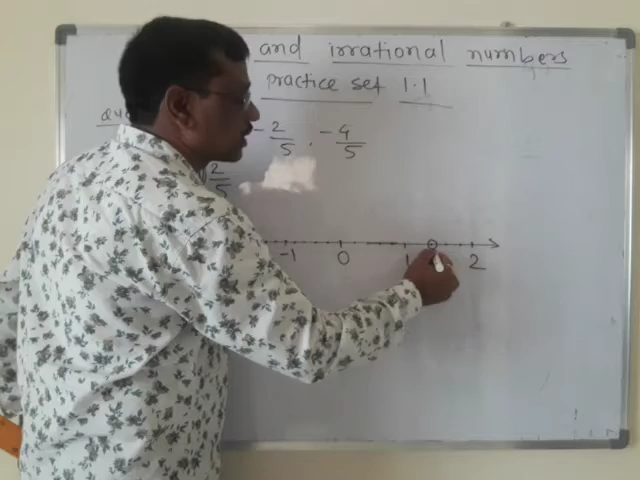 and irrational numbers
Practice set 1.1
-2/5, -4/5
2/5
-1 0 1 2